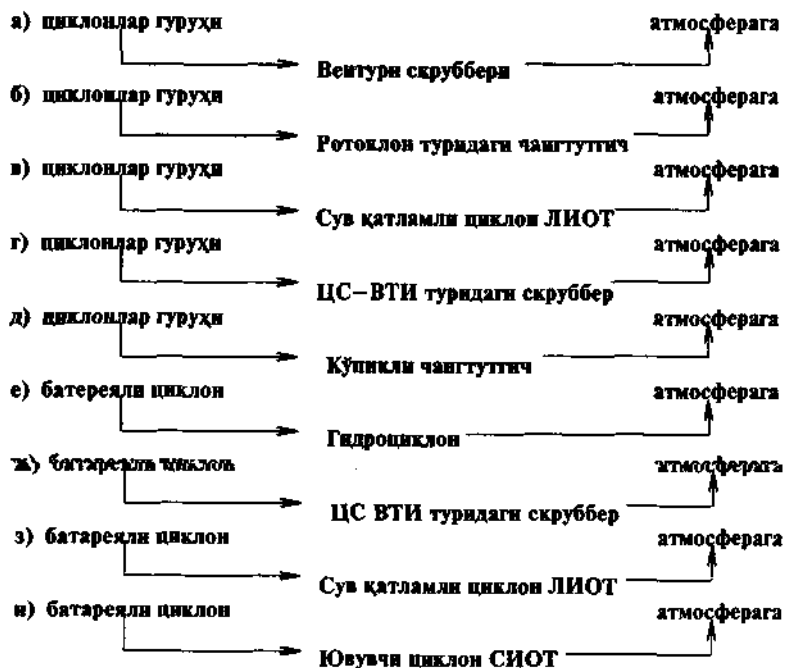 а) циклонлар гуруҳи атмосферага
Вентури скруббери
б) циклонлар гуруҳи атмосферага
Ротоклон туридаги чангтутгич
в) циклонлар гуруҳи атмосферага
Сув қатламли циклон ЛИОТ
г) циклонлар гуруҳи атмосферага
ЦС–ВТИ туридаги скруббер
д) циклонлар гуруҳи атмосферага
Кўпикли чангтутгич
е) батереяли циклон атмосферага
Гидроциклон
ж) батареяли циклон атмосферага
ЦС ВТИ туридаги скруббер
з) батареяли циклон атмосферага
Сув қатламли циклон ЛИОТ
и) батареяли циклон атмосферага
Ювувчи циклон СИОТ